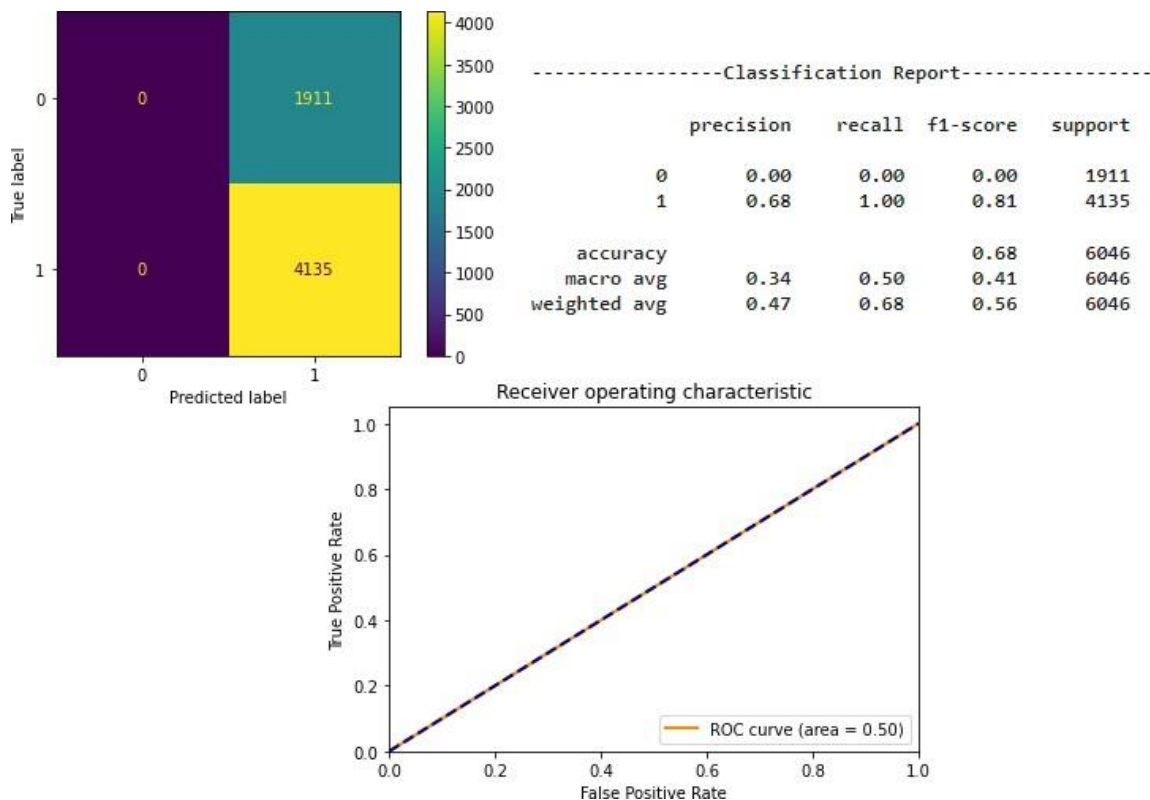 4000
3500
3000
2500
2000
1500
1000
500
0
True label
0
1
0 1911
0 4135
0 1
Predicted label
-----------------Classification Report-----------------
precision recall f1-score support
0 0.00 0.00 0.00 1911
1 0.68 1.00 0.81 4135
accuracy 0.68 6046
macro avg 0.34 0.50 0.41 6046
weighted avg 0.47 0.68 0.56 6046
Receiver operating characteristic
True Positive Rate
1.0
0.8
0.6
0.4
0.2
0.0
ROC curve (area = 0.50)
0.0 0.2 0.4 0.6 0.8 1.0
False Positive Rate